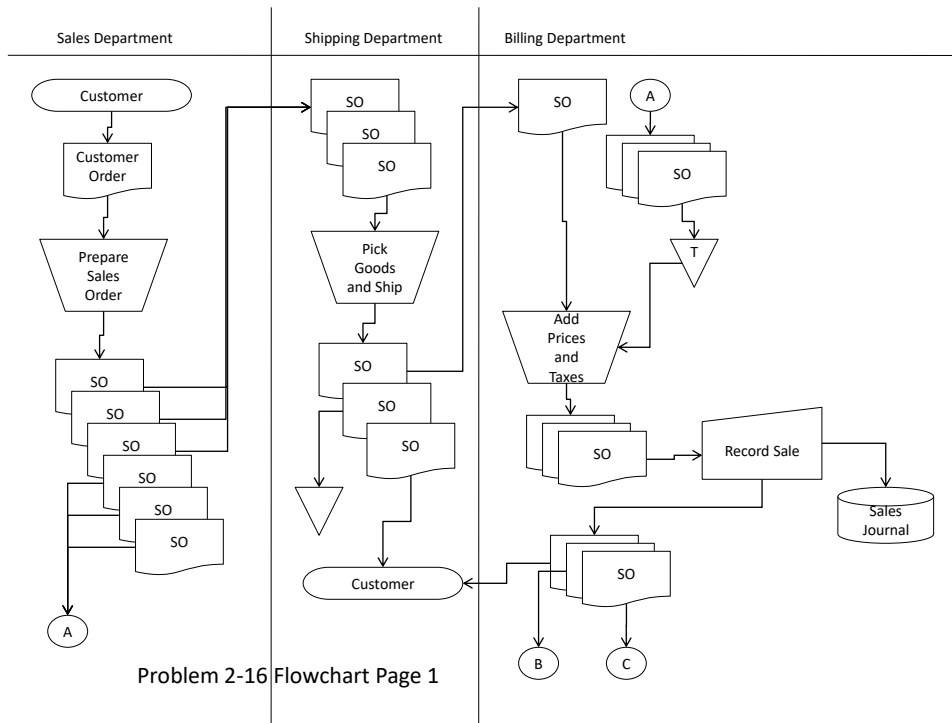 Sales Department
Shipping Department
Billing Department
Customer
Customer
Order
Prepare
Sales
Order
SO
SO
SO
SO
SO
SO
A
SO
SO
SO
Pick
Goods
and Ship
SO
SO
SO
Customer
SO
A
SO
T
Add
Prices
and
Taxes
SO
Record Sale
Sales
Journal
SO
B
C
Problem 2-16 Flowchart Page 1